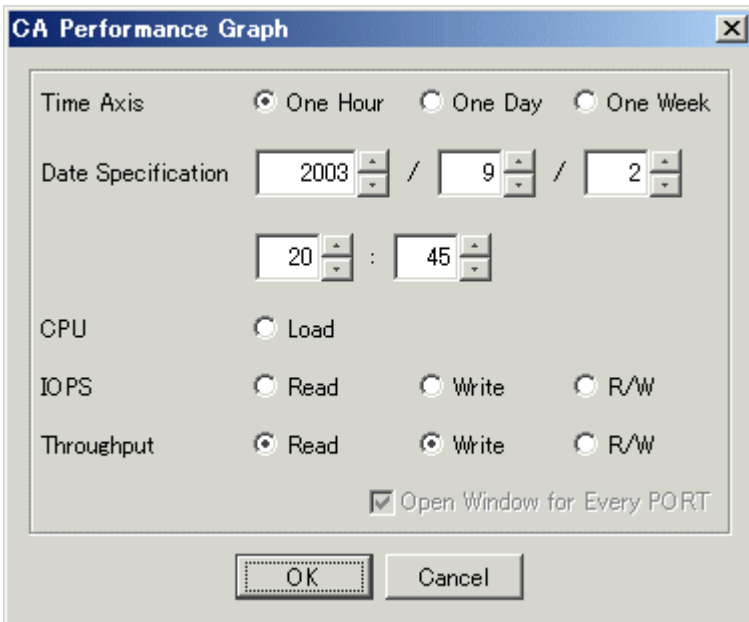 CA Performance Graph
Time Axis One Hour One Day One Week
Date Specification 2003 / 9 / 2
20 : 45
CPU Load
IOPS Read Write R/W
Throughput Read Write R/W
Open Window for Every PORT
OK Cancel